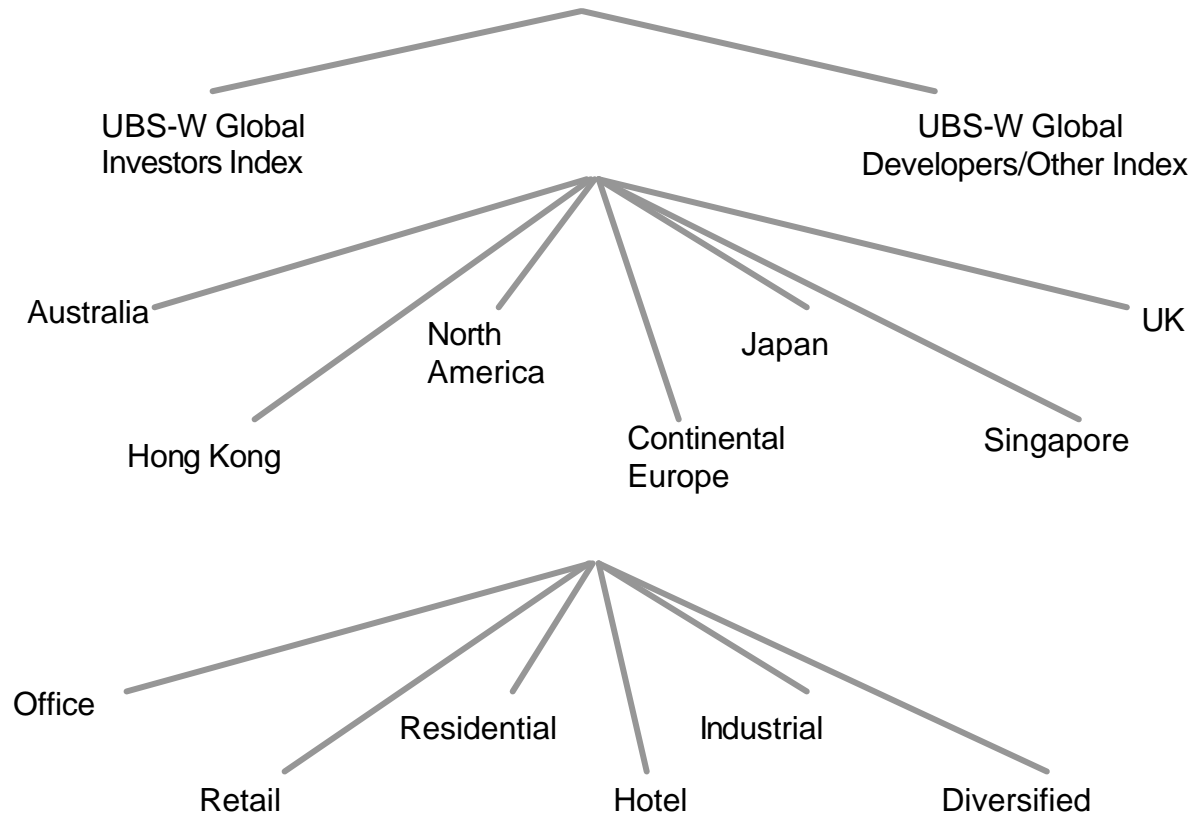 UBS-W Global
Investors Index
UBS-W Global
Developers/Other Index
Australia
North
America
Japan
UK
Hong Kong
Continental
Europe
Singapore
Office
Residential
Industrial
Retail
Hotel
Diversified